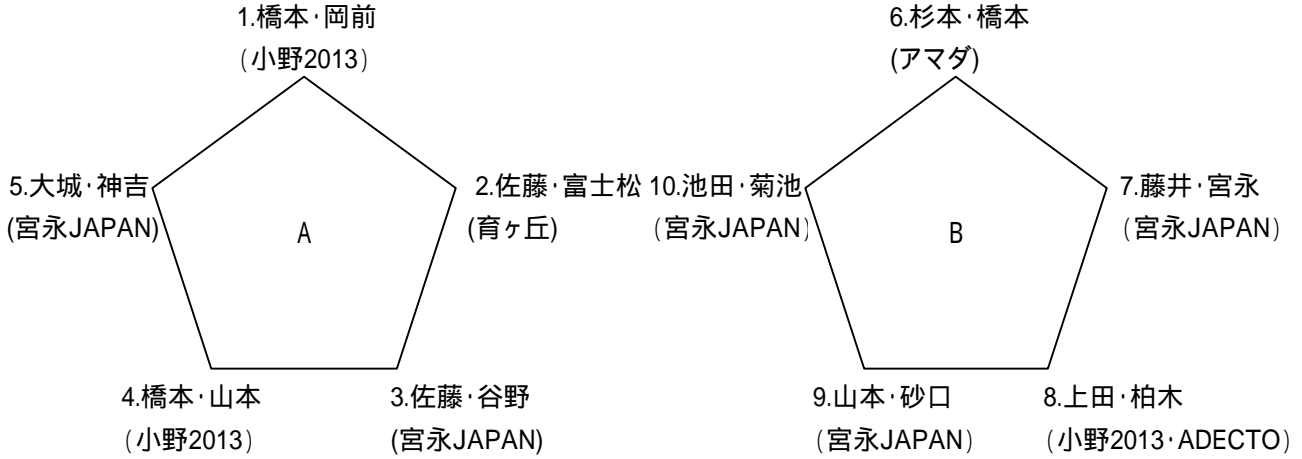 1.橋本･岡前
(小野2013)
5.大城･神吉
(宮永JAPAN)
A
2.佐藤･富士松
(育ヶ丘)
4.橋本･山本
(小野2013)
3.佐藤･谷野
(宮永JAPAN)
6.杉本･橋本
(アマダ)
10.池田･菊池
(宮永JAPAN)
B
7.藤井･宮永
(宮永JAPAN)
9.山本･砂口
(宮永JAPAN)
8.上田･柏木
(小野2013･ADECTO)